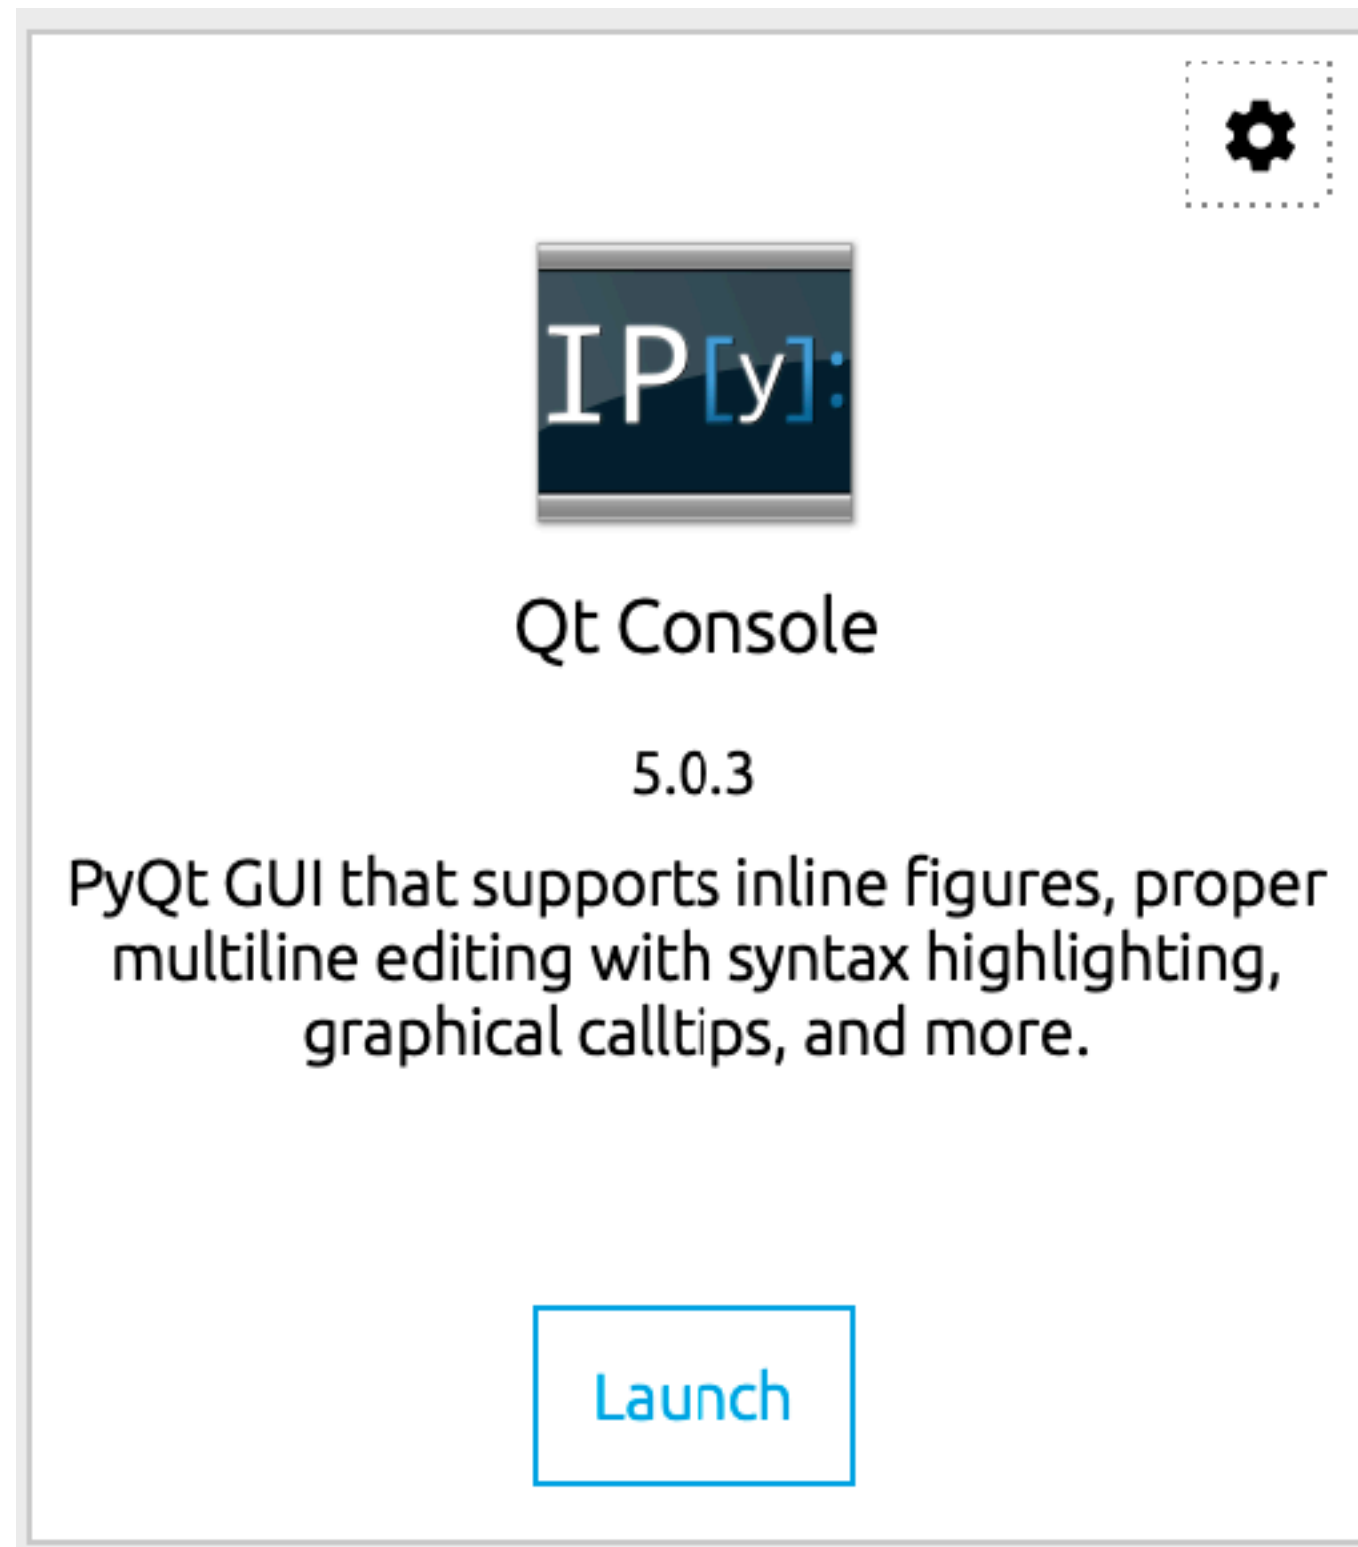 IP[y]:
Qt Console
5.0.3
PyQt GUI that supports inline figures, proper
multiline editing with syntax highlighting,
graphical calltips, and more.
Launch